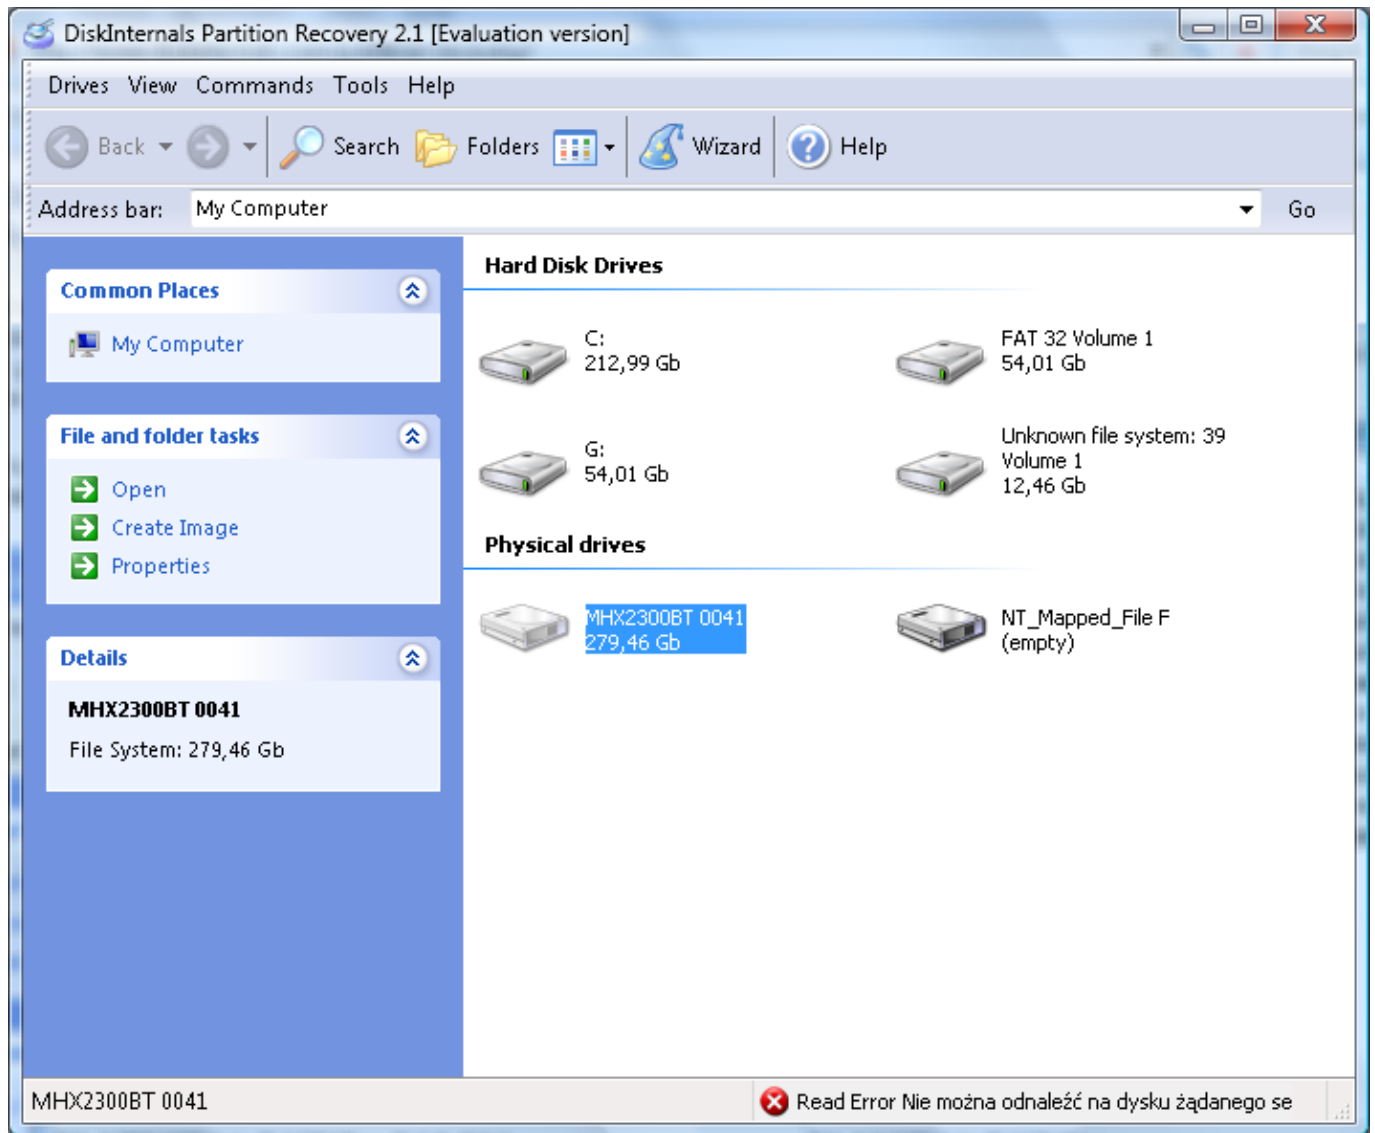 DiskInternals Partition Recovery 2.1 [Evaluation version]
Drives View Commands Tools Help
Back Search Folders Wizard Help
Address bar: My Computer Go
Common Places
My Computer
File and folder tasks
Open
Create Image
Properties
Details
MHX2300BT 0041
File System: 279,46 Gb
Hard Disk Drives
C:
212,99 Gb
FAT 32 Volume 1
54,01 Gb
G:
54,01 Gb
Unknown file system: 39
Volume 1
12,46 Gb
Physical drives
MHX2300BT 0041
279,46 Gb
NT_Mapped_File F
(empty)
MHX2300BT 0041
Read Error Nie można odnaleźć na dysku żądanego se